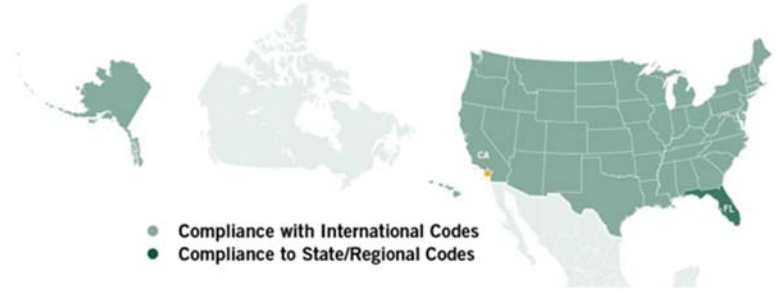 CA
FL
Compliance with International Codes
Compliance to State/Regional Codes